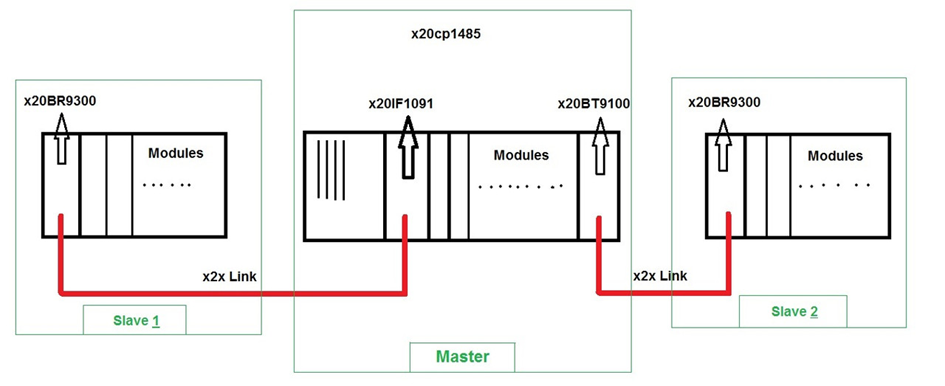 x20cp1485
x20BR9300
x20IF1091
x20BT9100
x20BR9300
Modules
......
Modules
........
Modules
.....
x2x Link
x2x Link
Slave 1
Master
Slave 2